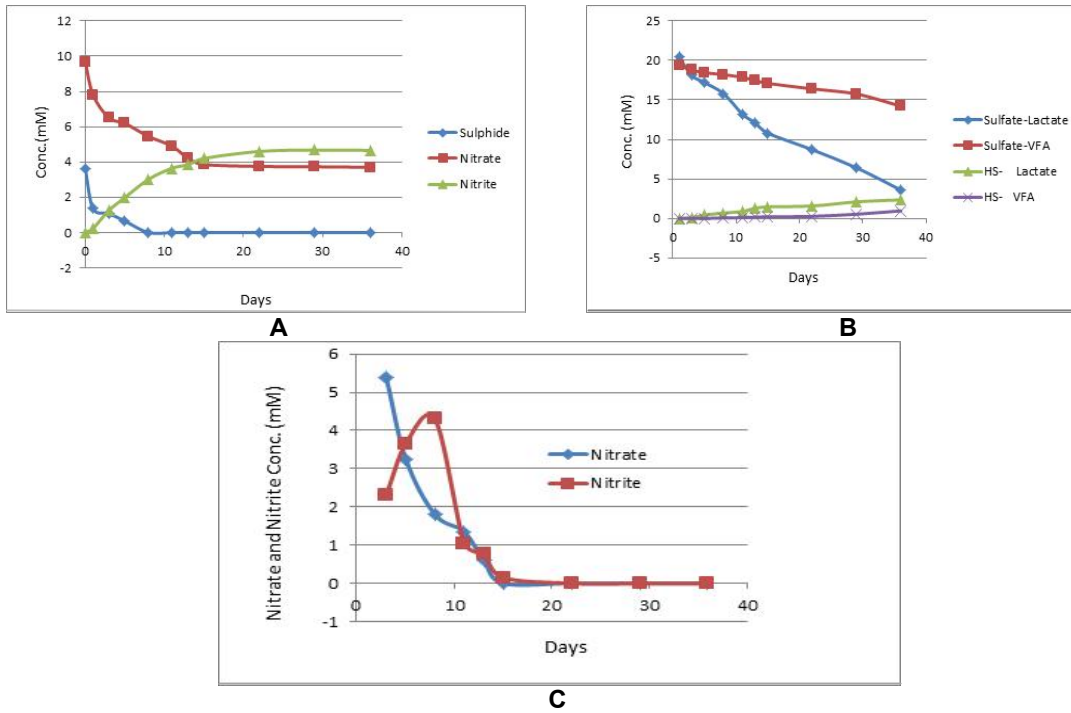 12
10
8
6
4
2
0
-2
Conc.(mM)
0
10
20
30
40
Days
Sulphide
Nitrate
Nitrite
A
25
20
15
10
5
0
-5
Conc. (mM)
0
10
20
30
40
Days
Sulfate-Lactate
Sulfate-VFA
HS- Lactate
HS- VFA
B
6
5
4
3
2
1
0
-1
Nitrate and Nitrite Conc. (mM)
0
10
20
30
40
Days
Nitrate
Nitrite
C